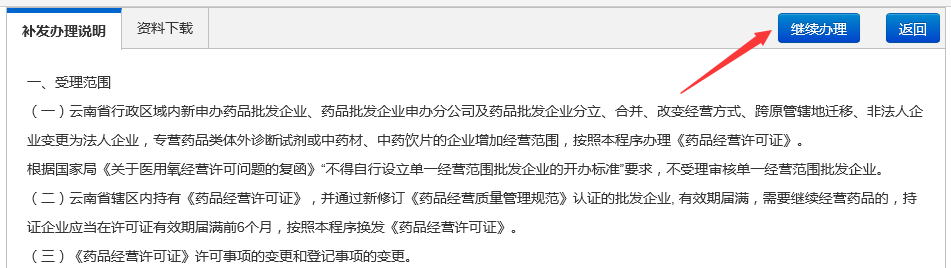 补发办理说明 资料下载 继续办理 返回
一、受理范围
（一）云南省行政区域内新申办药品批发企业、药品批发企业申办分公司及药品批发企业分立、合并、改变经营方式、跨原管辖地迁移、非法人企
业变更为法人企业，专营药品类体外诊断试剂或中药材、中药饮片的企业增加经营范围，按照本程序办理《药品经营许可证》。
根据国家局《关于医用氧经营许可问题的复函》“不得自行设立单一经营范围批发企业的开办标准”要求，不受理审核单一经营范围批发企业。
（二）云南省辖区内持有《药品经营许可证》，并通过新修订《药品经营质量管理规范》认证的批发企业, 有效期届满，需要继续经营药品的，持
证企业应当在许可证有效期届满前6个月，按照本程序换发《药品经营许可证》。
（三）《药品经营许可证》许可事项的变更和登记事项的变更。